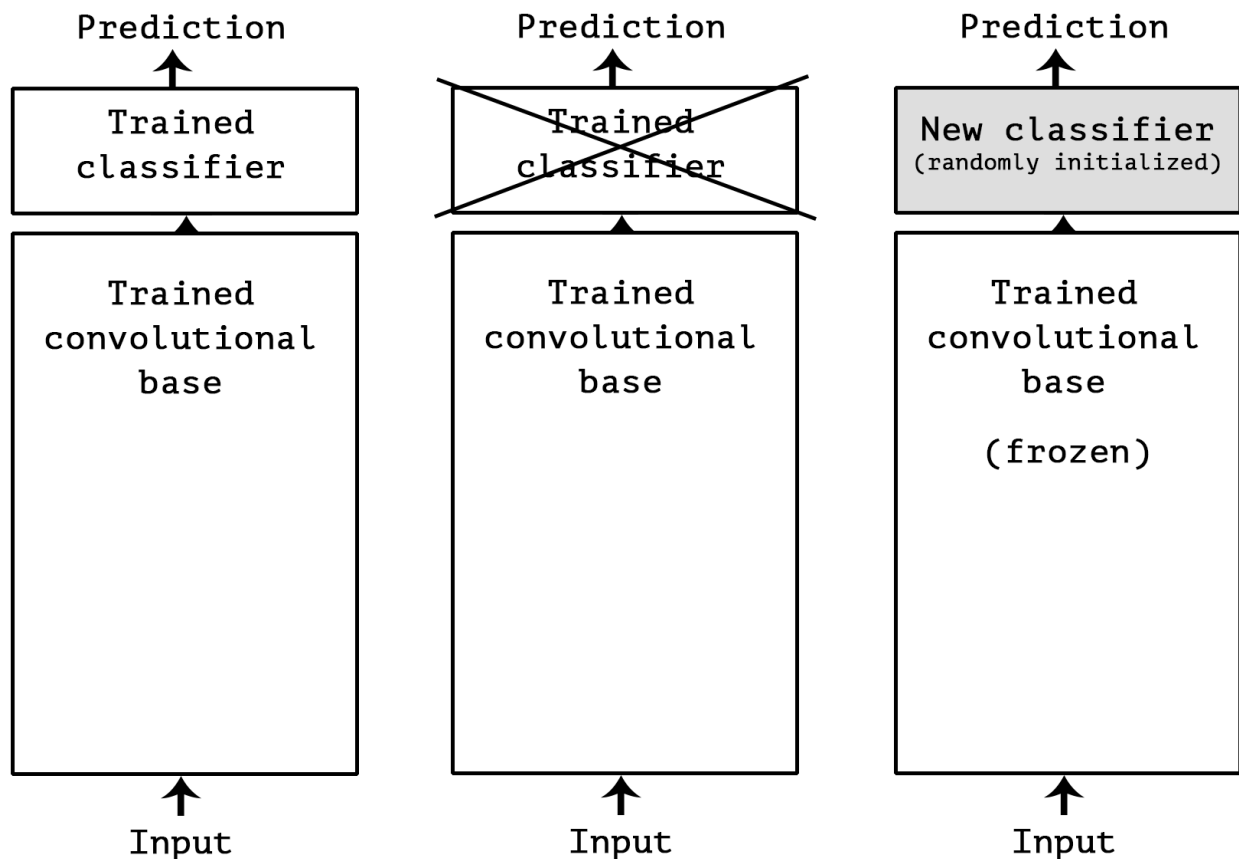 Prediction
Trained
classifier
Trained
convolutional
base
Input
Prediction
Trained
classifier
Trained
convolutional
base
Input
Prediction
New classifier
(randomly initialized)
Trained
convolutional
base
(frozen)
Input